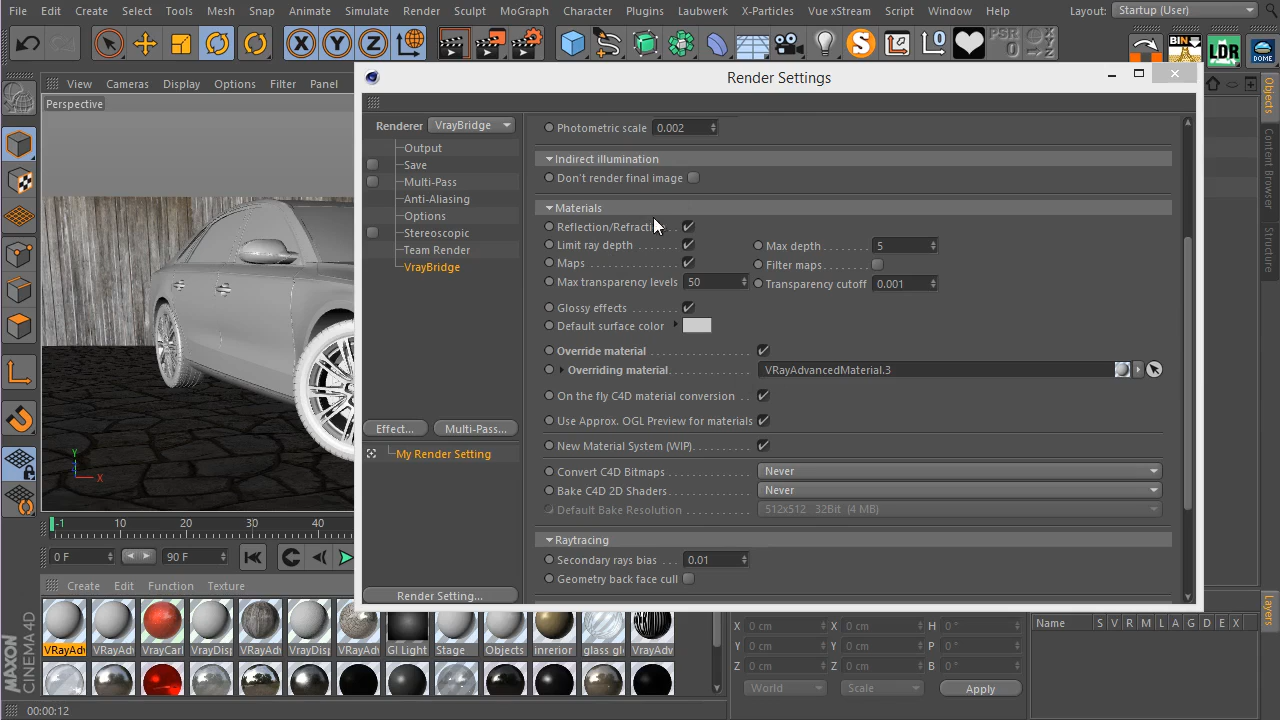 File Edit Create Select Tools Mesh Snap Animate Simulate Render Sculpt MoGraph Character Plugins Laubwerk X-Particles Vue xStream Script Window Help Layout: Startup (User)
X Y Z S PSR 0 BIN LDR DOME
View Cameras Display Options Filter Panel
Perspective
Render Settings
Renderer VrayBridge
Output
Save
Multi-Pass
Anti-Aliasing
Options
Stereoscopic
Team Render
VrayBridge
Effect... Multi-Pass...
My Render Setting
Render Setting...
Photometric scale 0.002
Indirect illumination
Don't render final image
Materials
Limit ray depth Max depth 5
Maps Filter maps
Max transparency levels 50 Transparency cutoff 0.001
Glossy effects
Default surface color
Override material
Overriding material VRayAdvancedMaterial.3
On the fly C4D material conversion
Use Approx. OGL Preview for materials
New Material System (WIP)
Convert C4D Bitmaps Never
Bake C4D 2D Shaders Never
Default Bake Resolution 512x512 32Bit (4 MB)
Raytracing
Secondary rays bias 0.01
Geometry back face cull
Y
Z
X
-1 10 20 30 40
0 F 90 F
Create Edit Function Texture
VRayAdv VRayAdv VrayCarl VrayDisp VRayAdv VrayDisp VRayAdv GI Light Stage Objects inrerior glass gl VRayAdv
X 0 cm X 0 cm H 0 °
Y 0 cm Y 0 cm P 0 °
Z 0 cm Z 0 cm B 0 °
World Scale Apply
Name S V R M L A G D E X
Objects
Content Browser
Structure
Layers
MAXON
CINEMA4D
00:00:12